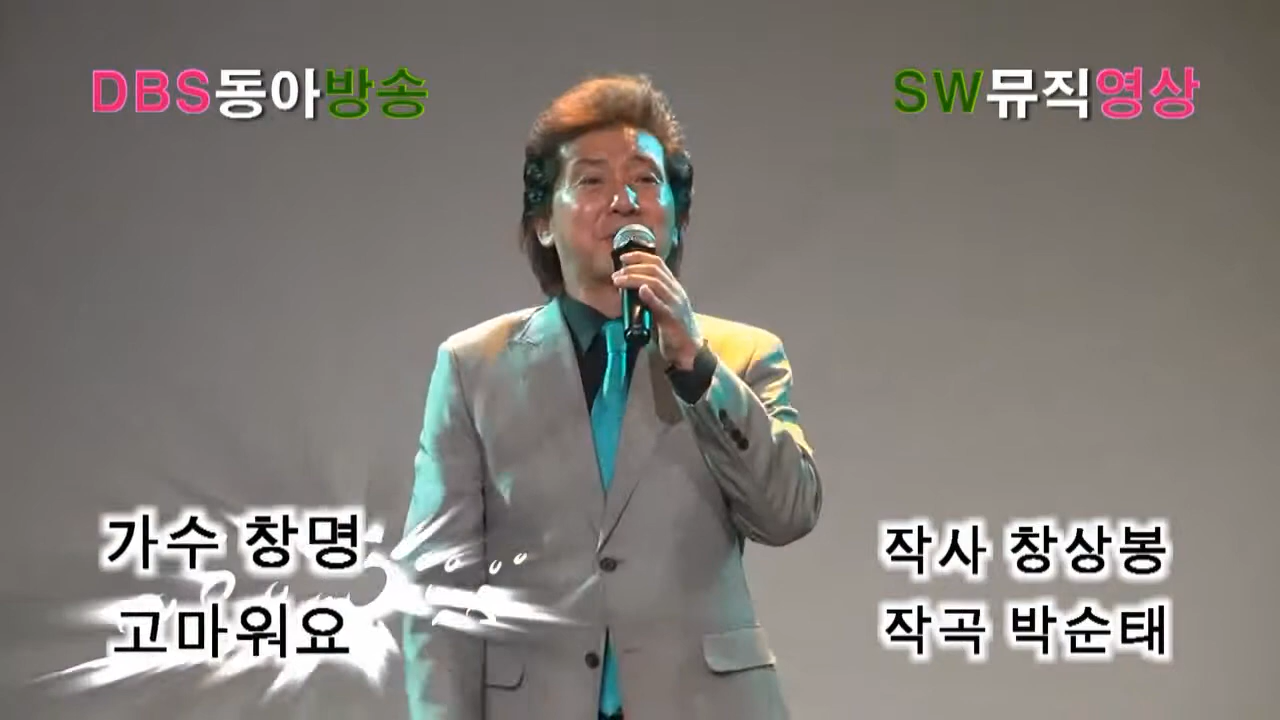 DBS동아방송
SW뮤직영상
가수 창명
고마워요
작사 창상봉
작곡 박순태